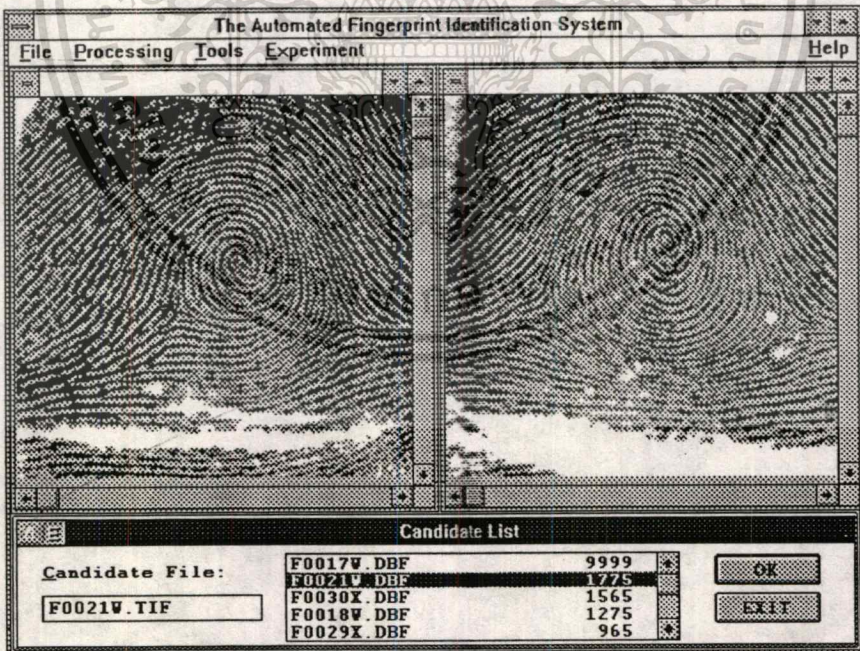 The Automated Fingerprint Identification System
File Processing Tools Experiment Help
Candidate List
Candidate File:
F0021W.TIF
F0017W.DBF 9999
F0021W.DBF 1775
F0030X.DBF 1565
F0018W.DBF 1275
F0029X.DBF 965
OK
EXIT